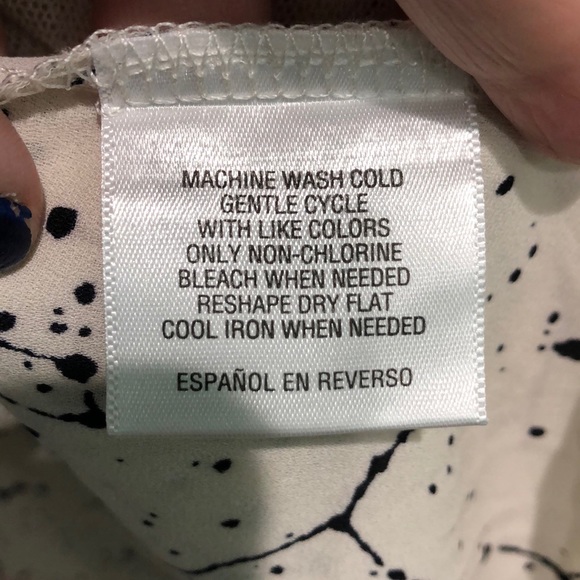 MACHINE WASH COLD
GENTLE CYCLE
WITH LIKE COLORS
ONLY NON-CHLORINE
BLEACH WHEN NEEDED
RESHAPE DRY FLAT
COOL IRON WHEN NEEDED
ESPAÑOL EN REVERSO